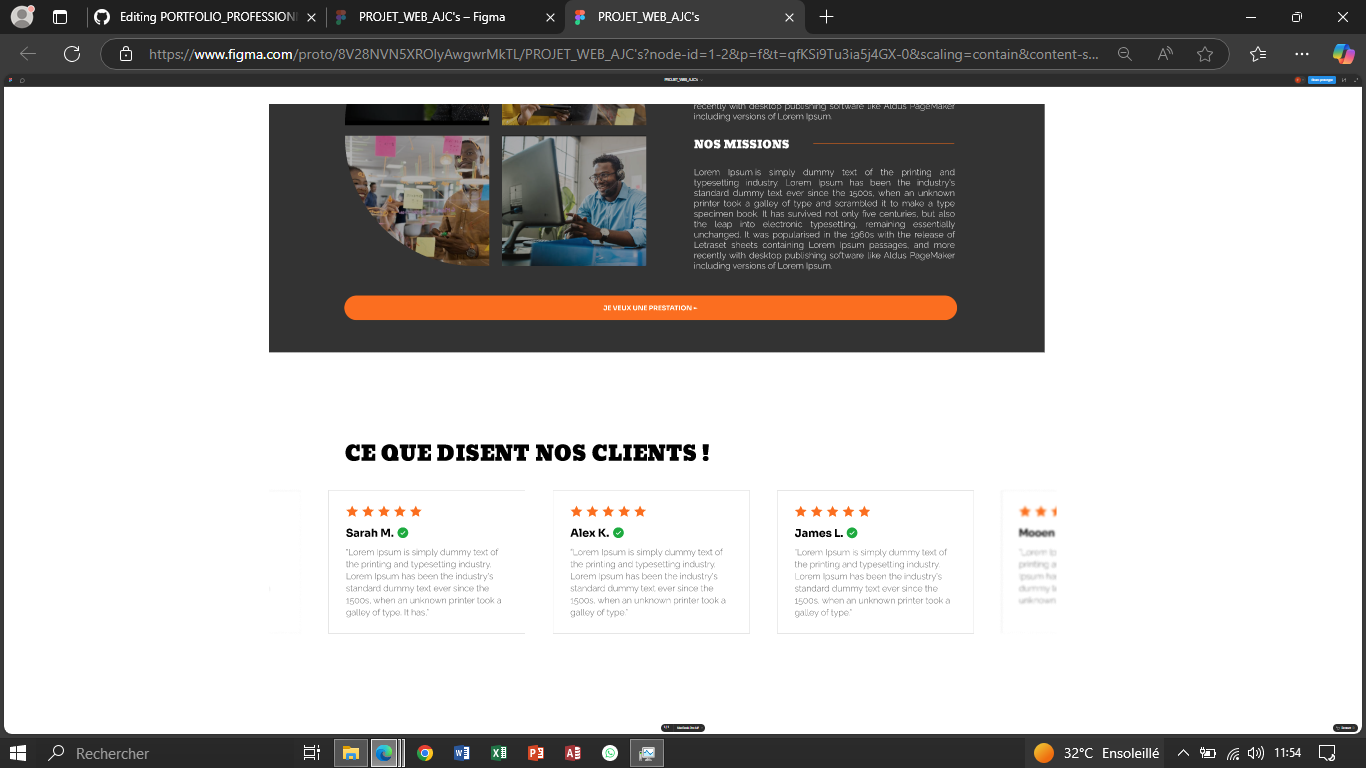 Editing PORTFOLIO_PROFESSION
PROJET_WEB_AJC's – Figma
PROJET_WEB_AJC's
https://www.figma.com/proto/8V28NVN5XROlyAwgwrMkTL/PROJET_WEB_AJC's?node-id=1-2&p=f&t=qfKSi9Tu3ia5j4GX-0&scaling=contain&content-s...
PROJET_WEB_AJC's
recently with desktop publishing software like Aldus PageMaker
including versions of Lorem Ipsum.
NOS MISSIONS
Lorem Ipsum is simply dummy text of the printing and
typesetting industry. Lorem Ipsum has been the industry's
standard dummy text ever since the 1500s, when an unknown
printer took a galley of type and scrambled it to make a type
specimen book. It has survived not only five centuries, but also
the leap into electronic typesetting, remaining essentially
unchanged. It was popularised in the 1960s with the release of
Letraset sheets containing Lorem Ipsum passages, and more
recently with desktop publishing software like Aldus PageMaker
including versions of Lorem Ipsum.
JE VEUX UNE PRESTATION
CE QUE DISENT NOS CLIENTS !
Sarah M.
"Lorem Ipsum is simply dummy text of
the printing and typesetting industry.
Lorem Ipsum has been the industry's
standard dummy text ever since the
1500s, when an unknown printer took a
galley of type. It has."
Alex K.
"Lorem Ipsum is simply dummy text of
the printing and typesetting industry.
Lorem Ipsum has been the industry's
standard dummy text ever since the
1500s, when an unknown printer took a
galley of type."
James L.
"Lorem Ipsum is simply dummy text of
the printing and typesetting industry.
Lorem Ipsum has been the industry's
standard dummy text ever since the
1500s, when an unknown printer took a
galley of type."
Mooen
"Lorem Ip
printing a
Ipsum ha
dummy t
unknown
Rechercher
32°C Ensoleillé
11:54